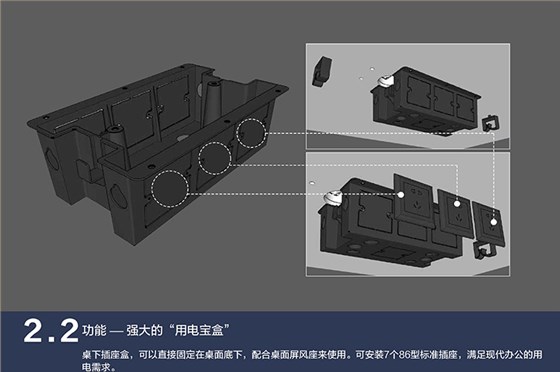 2.2 功能 — 强大的“用电宝盒”
桌下插座盒，可以直接固定在桌面底下，配合桌面屏风座来使用。可安装7个86型标准插座，满足现代办公的用
电需求。